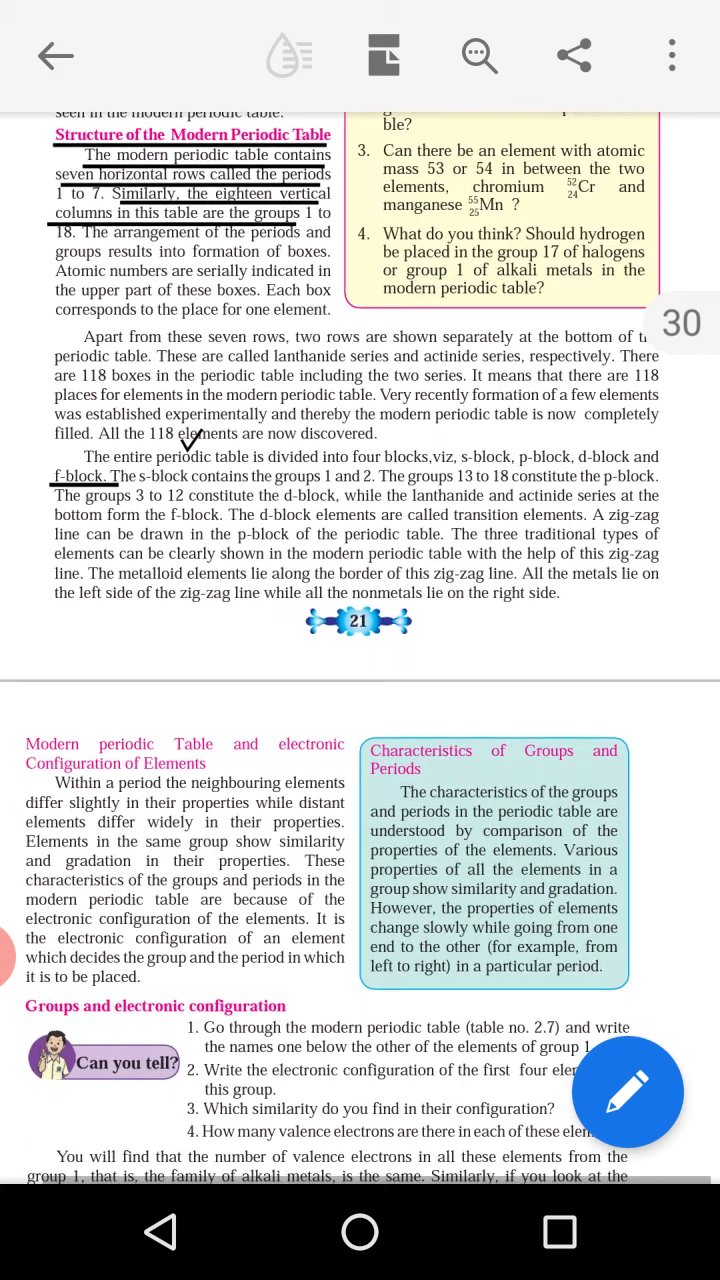 seen in the modern periodic table.
Structure of the Modern Periodic Table
The modern periodic table contains
seven horizontal rows called the periods
1 to 7. Similarly, the eighteen vertical
columns in this table are the groups 1 to
18. The arrangement of the periods and
groups results into formation of boxes.
Atomic numbers are serially indicated in
the upper part of these boxes. Each box
corresponds to the place for one element.
ble?
3. Can there be an element with atomic
mass 53 or 54 in between the two
elements, chromium ⁵²₂₄Cr and
manganese ⁵⁵₂₅Mn ?
4. What do you think? Should hydrogen
be placed in the group 17 of halogens
or group 1 of alkali metals in the
modern periodic table?
30
Apart from these seven rows, two rows are shown separately at the bottom of
periodic table. These are called lanthanide series and actinide series, respectively. There
are 118 boxes in the periodic table including the two series. It means that there are 118
places for elements in the modern periodic table. Very recently formation of a few elements
was established experimentally and thereby the modern periodic table is now completely
filled. All the 118 elements are now discovered.
The entire periodic table is divided into four blocks,viz, s-block, p-block, d-block and
f-block. The s-block contains the groups 1 and 2. The groups 13 to 18 constitute the p-block.
The groups 3 to 12 constitute the d-block, while the lanthanide and actinide series at the
bottom form the f-block. The d-block elements are called transition elements. A zig-zag
line can be drawn in the p-block of the periodic table. The three traditional types of
elements can be clearly shown in the modern periodic table with the help of this zig-zag
line. The metalloid elements lie along the border of this zig-zag line. All the metals lie on
the left side of the zig-zag line while all the nonmetals lie on the right side.
21
Modern periodic Table and electronic
Configuration of Elements
Within a period the neighbouring elements
differ slightly in their properties while distant
elements differ widely in their properties.
Elements in the same group show similarity
and gradation in their properties. These
characteristics of the groups and periods in the
modern periodic table are because of the
electronic configuration of the elements. It is
the electronic configuration of an element
which decides the group and the period in which
it is to be placed.
Characteristics of Groups and
Periods
The characteristics of the groups
and periods in the periodic table are
understood by comparison of the
properties of the elements. Various
properties of all the elements in a
group show similarity and gradation.
However, the properties of elements
change slowly while going from one
end to the other (for example, from
left to right) in a particular period.
Groups and electronic configuration
Can you tell?
1. Go through the modern periodic table (table no. 2.7) and write
the names one below the other of the elements of group 1.
2. Write the electronic configuration of the first four
this group.
3. Which similarity do you find in their configuration?
4. How many valence electrons are there in each of these
You will find that the number of valence electrons in all these elements from the
group 1, that is, the family of alkali metals, is the same. Similarly, if you look at the